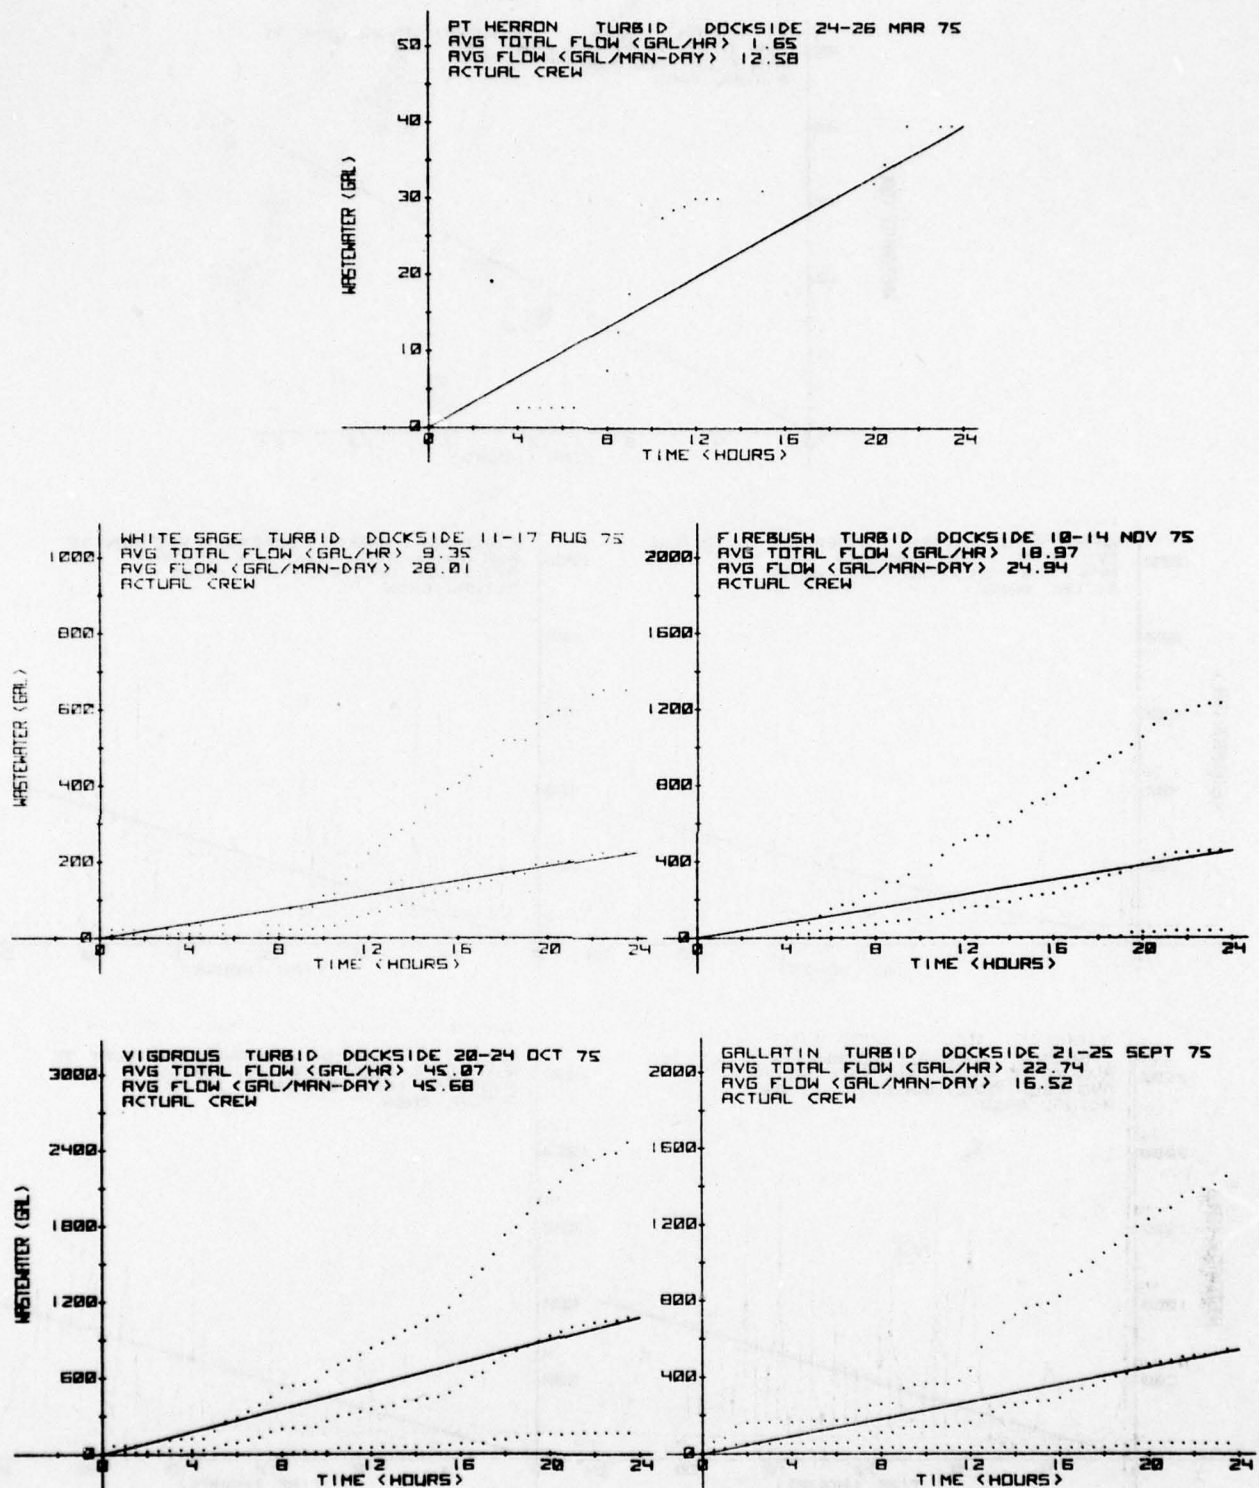 PT HERRON TURBID DOCKSIDE 24-26 MAR 75
AVG TOTAL FLOW <GAL/HR> 1.65
AVG FLOW <GAL/MAN-DAY> 12.58
ACTUAL CREW
50
40
30
20
10
0
WASTEWATER <GAL>
0 4 8 12 16 20 24
TIME <HOURS>
WHITE SAGE TURBID DOCKSIDE 11-17 AUG 75
AVG TOTAL FLOW <GAL/HR> 9.35
AVG FLOW <GAL/MAN-DAY> 28.01
ACTUAL CREW
1000
800
600
400
200
0
WASTEWATER <GAL>
0 4 8 12 16 20 24
TIME <HOURS>
FIREBUSH TURBID DOCKSIDE 10-14 NOV 75
AVG TOTAL FLOW <GAL/HR> 18.97
AVG FLOW <GAL/MAN-DAY> 24.94
ACTUAL CREW
2000
1600
1200
800
400
0
0 4 8 12 16 20 24
TIME <HOURS>
VIGOROUS TURBID DOCKSIDE 20-24 OCT 75
AVG TOTAL FLOW <GAL/HR> 45.07
AVG FLOW <GAL/MAN-DAY> 45.68
ACTUAL CREW
3000
2400
1800
1200
600
0
WASTEWATER <GAL>
0 4 8 12 16 20 24
TIME <HOURS>
GALLATIN TURBID DOCKSIDE 21-25 SEPT 75
AVG TOTAL FLOW <GAL/HR> 22.74
AVG FLOW <GAL/MAN-DAY> 16.52
ACTUAL CREW
2000
1600
1200
800
400
0
0 4 8 12 16 20 24
TIME <HOURS>